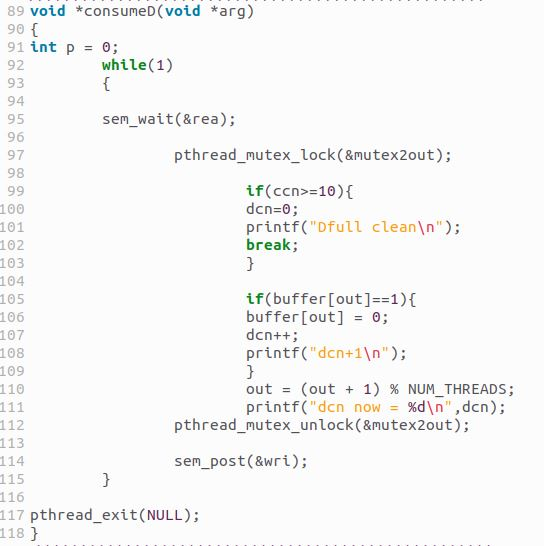 89 void *consumeD(void *arg)
90 {
91 int p = 0;
92 while(1)
93 {
94
95 sem_wait(&rea);
96
97 pthread_mutex_lock(&mutex2out);
98
99 if(ccn>=10){
100 dcn=0;
101 printf("Dfull clean\n");
102 break;
103 }
104
105 if(buffer[out]==1){
106 buffer[out] = 0;
107 dcn++;
108 printf("dcn+1\n");
109 }
110 out = (out + 1) % NUM_THREADS;
111 printf("dcn now = %d\n",dcn);
112 pthread_mutex_unlock(&mutex2out);
113
114 sem_post(&wri);
115 }
116
117 pthread_exit(NULL);
118 }